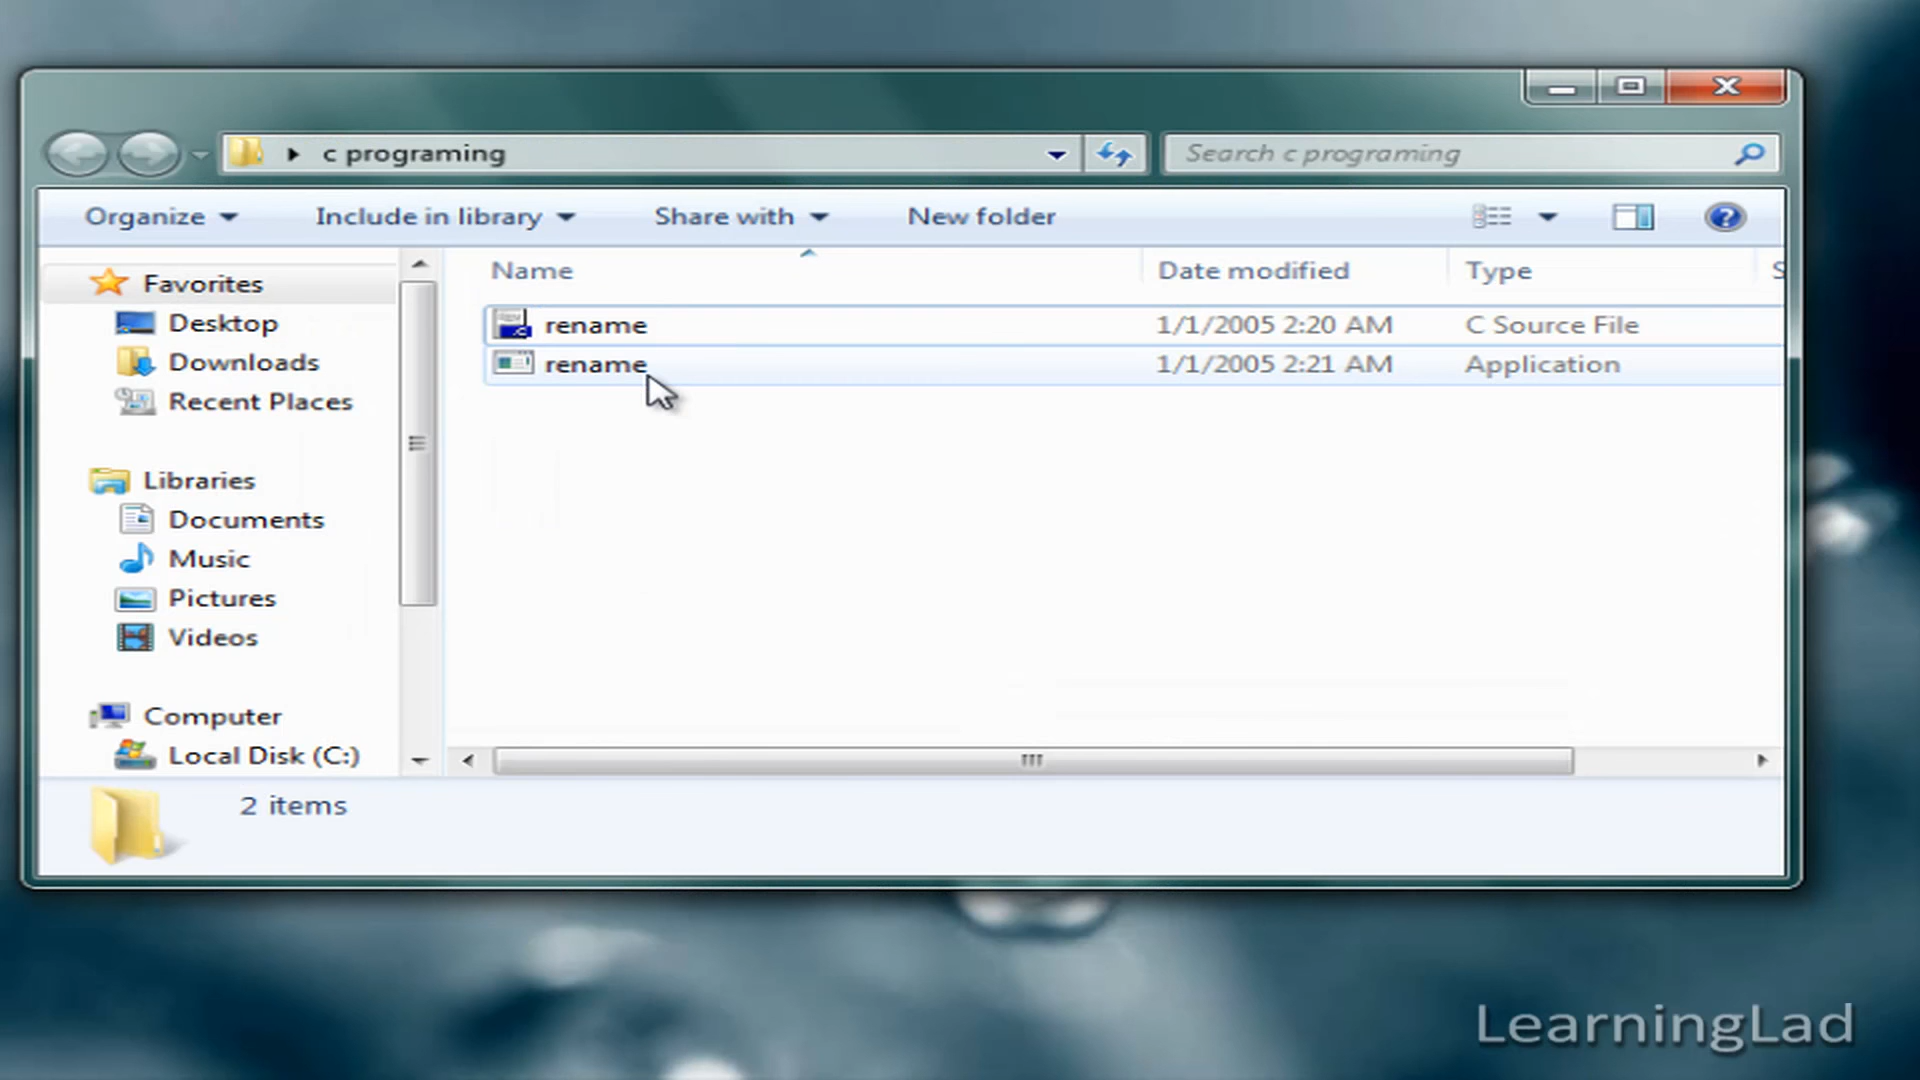 c programing
Search c programing
Organize
Include in library
Share with
New folder
Name
Date modified
Type
S
Favorites
Desktop
Downloads
Recent Places
Libraries
Documents
Music
Pictures
Videos
Computer
Local Disk (C:)
rename 1/1/2005 2:20 AM C Source File
rename 1/1/2005 2:21 AM Application
2 items
LearningLad